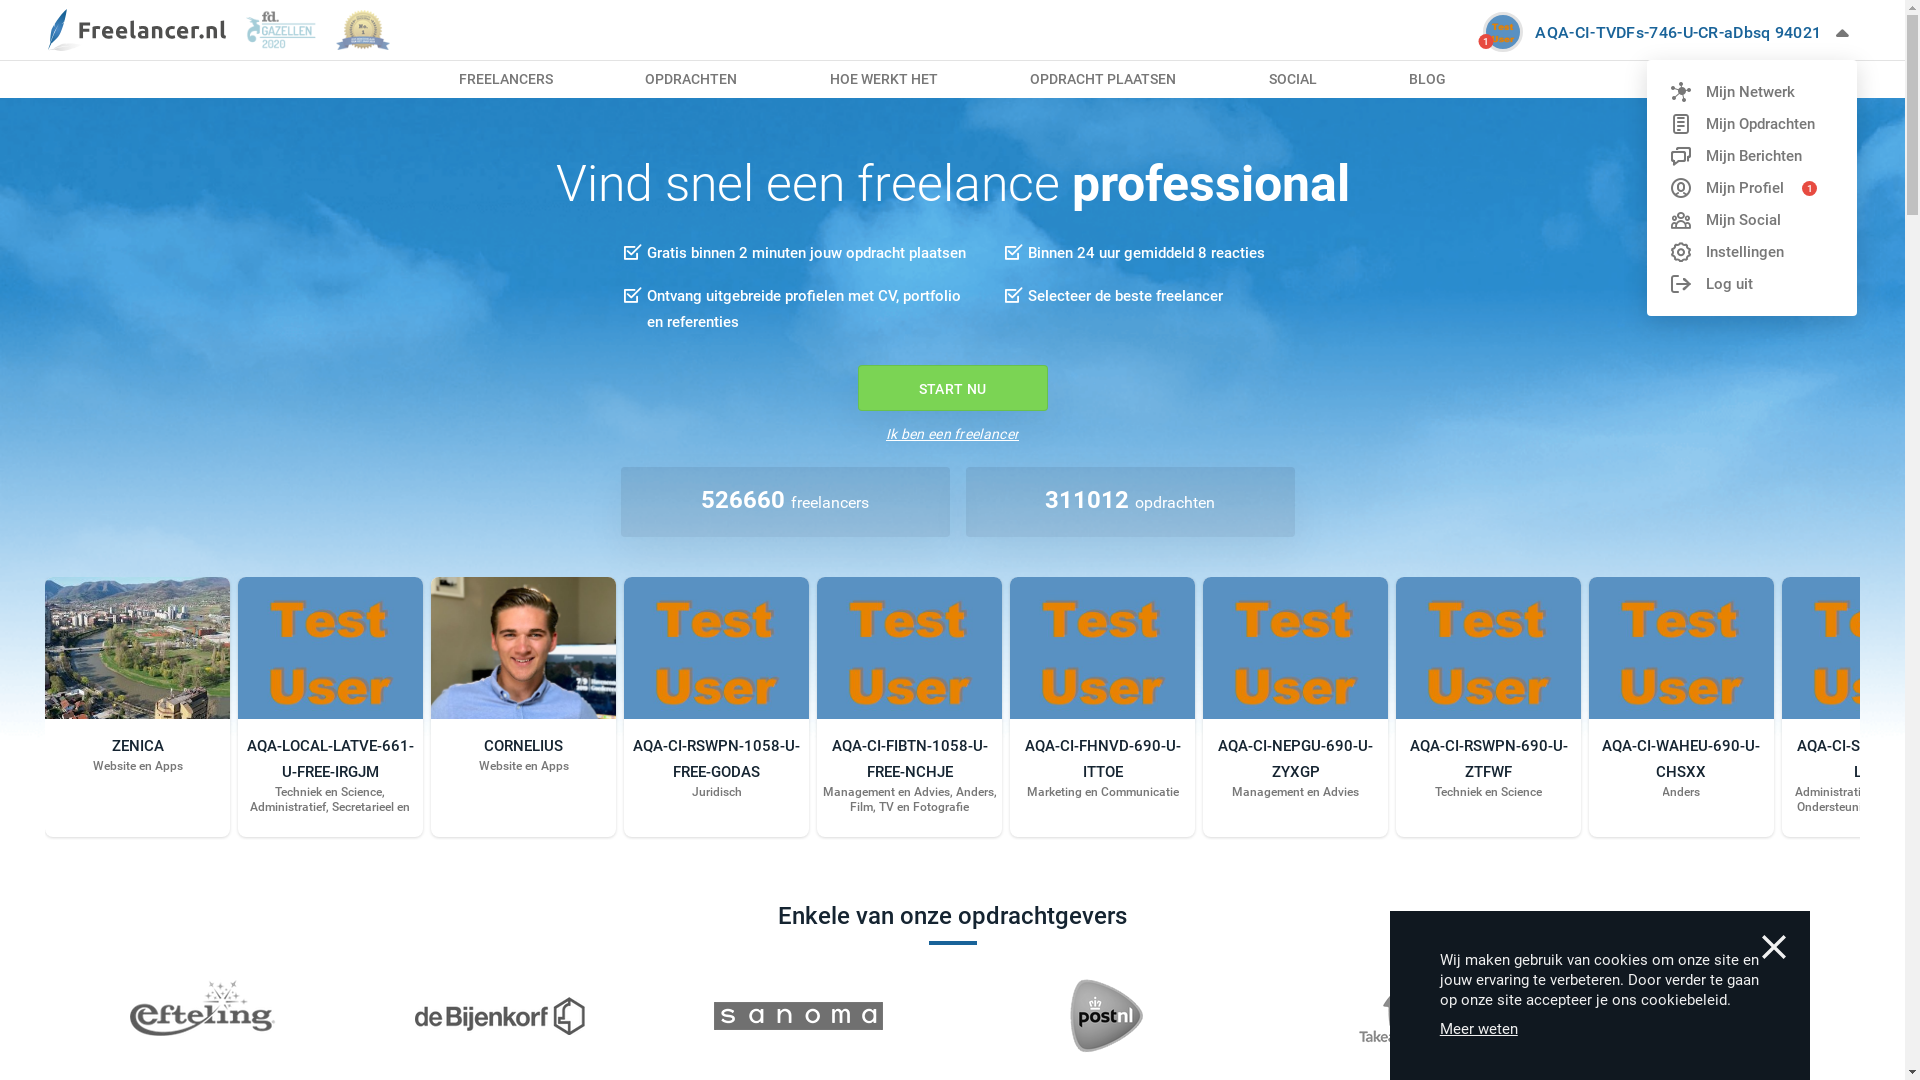 Freelancer.nl
fd.
GAZELLEN
2020
No.
1
Test
User
1
AQA-CI-TVDFs-746-U-CR-aDbsq 94021
FREELANCERS
OPDRACHTEN
HOE WERKT HET
OPDRACHT PLAATSEN
SOCIAL
BLOG
Mijn Netwerk
Mijn Opdrachten
Mijn Berichten
Mijn Profiel 1
Mijn Social
Instellingen
Log uit
Vind snel een freelance professional
Gratis binnen 2 minuten jouw opdracht plaatsen
Binnen 24 uur gemiddeld 8 reacties
Ontvang uitgebreide profielen met CV, portfolio
en referenties
Selecteer de beste freelancer
START NU
Ik ben een freelancer
526660 freelancers
311012 opdrachten
ZENICA
Website en Apps
Test
User
AQA-LOCAL-LATVE-661-
U-FREE-IRGJM
Techniek en Science,
Administratief, Secretarieel en
CORNELIUS
Website en Apps
Test
User
AQA-CI-RSWPN-1058-U-
FREE-GODAS
Juridisch
Test
User
AQA-CI-FIBTN-1058-U-
FREE-NCHJE
Management en Advies, Anders,
Film, TV en Fotografie
Test
User
AQA-CI-FHNVD-690-U-
ITTOE
Marketing en Communicatie
Test
User
AQA-CI-NEPGU-690-U-
ZYXGP
Management en Advies
Test
User
AQA-CI-RSWPN-690-U-
ZTFWF
Techniek en Science
Test
User
AQA-CI-WAHEU-690-U-
CHSXX
Anders
AQA-CI-S
L
Administrati
Ondersteun
Enkele van onze opdrachtgevers
efteling
de Bijenkorf
sanoma
postnl
Takea
Wij maken gebruik van cookies om onze site en
jouw ervaring te verbeteren. Door verder te gaan
op onze site accepteer je ons cookiebeleid.
Meer weten